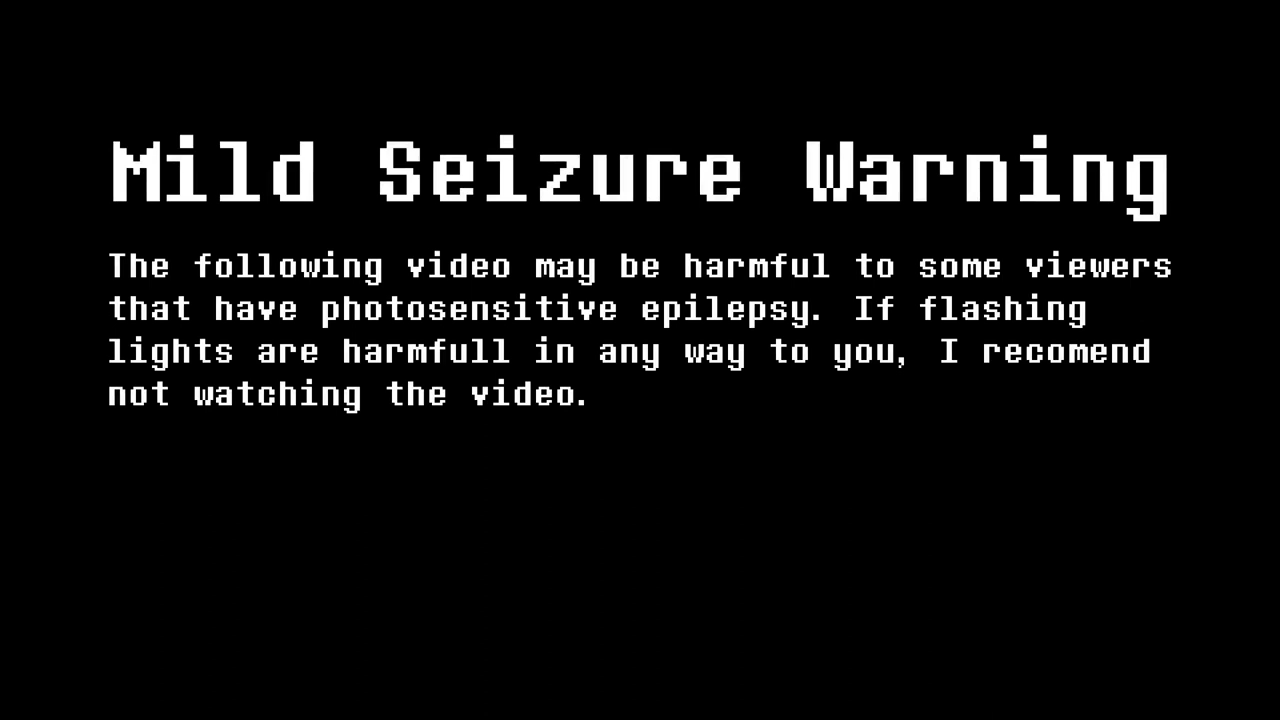 Mild Seizure Warning
The following video may be harmful to some viewers
that have photosensitive epilepsy. If flashing
lights are harmfull in any way to you, I recomend
not watching the video.